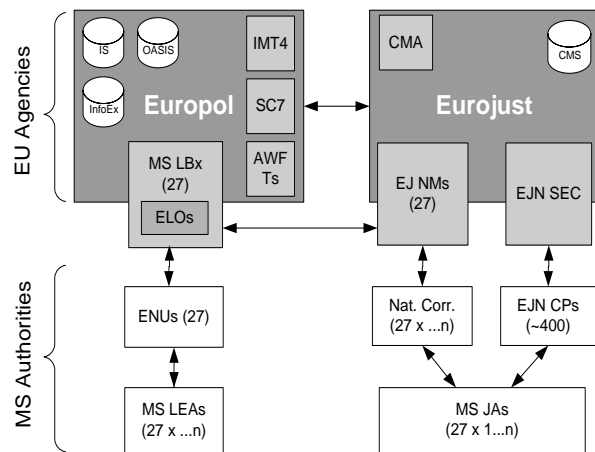 EU Agencies
IS
OASIS
InfoEx
Europol
IMT4
SC7
AWF
Ts
MS LBx
(27)
ELOs
CMA
CMS
Eurojust
EJ NMs
(27)
EJN SEC
MS Authorities
ENUs (27)
Nat. Corr.
(27 x ...n)
EJN CPs
(~400)
MS LEAs
(27 x ...n)
MS JAs
(27 x 1...n)